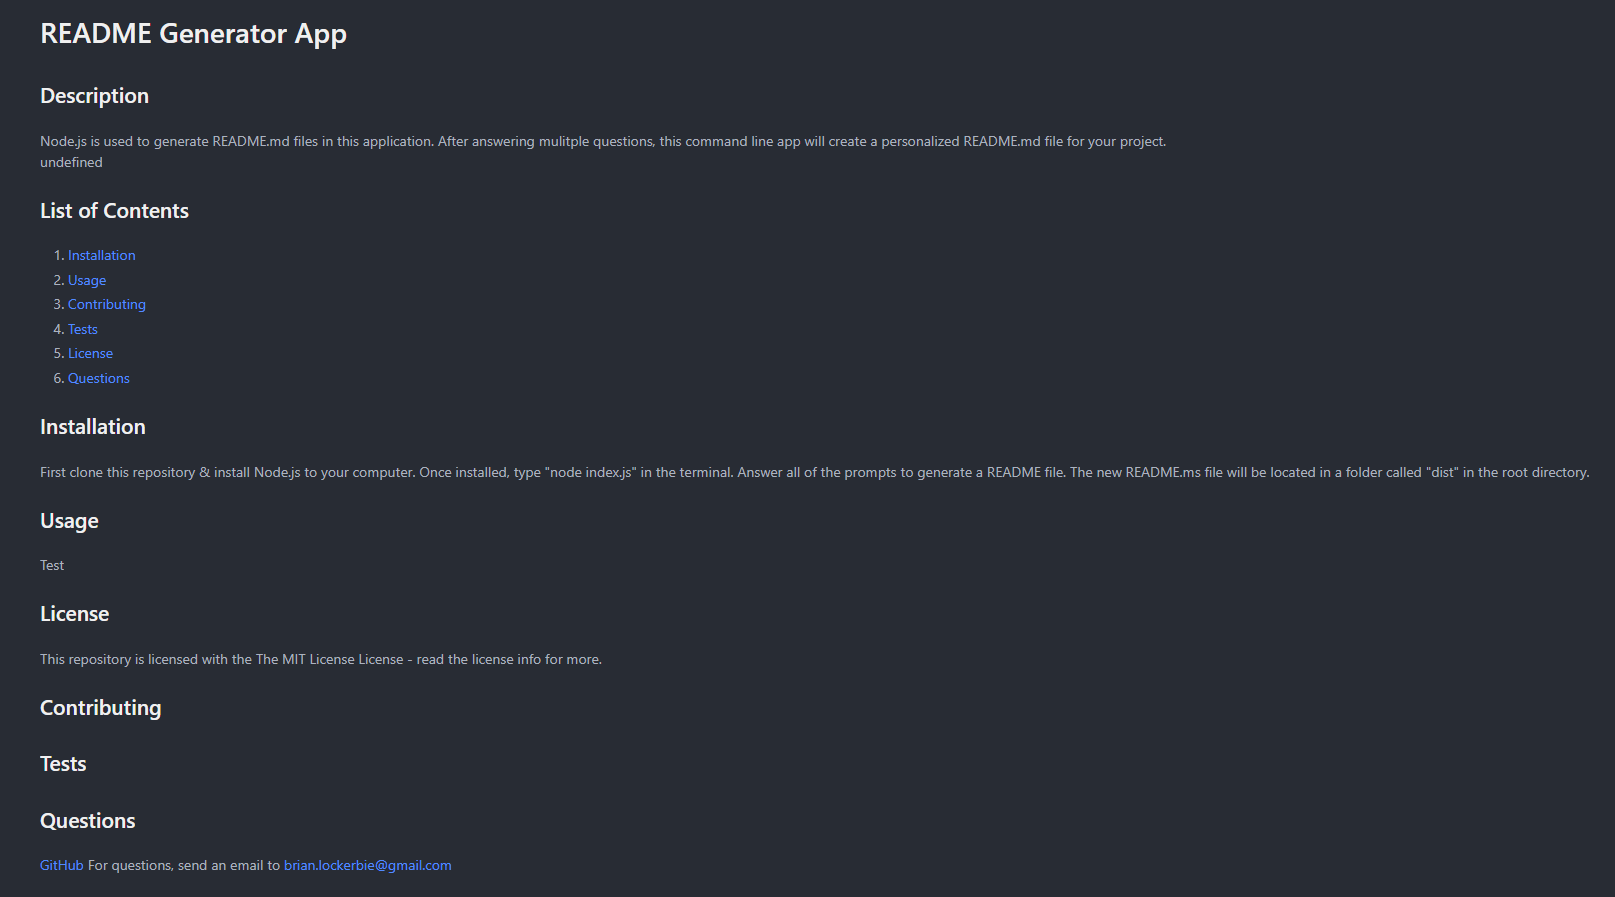 README Generator App
Description
Node.js is used to generate README.md files in this application. After answering mulitple questions, this command line app will create a personalized README.md file for your project.
undefined
List of Contents
1. Installation
2. Usage
3. Contributing
4. Tests
5. License
6. Questions
Installation
First clone this repository & install Node.js to your computer. Once installed, type "node index.js" in the terminal. Answer all of the prompts to generate a README file. The new README.ms file will be located in a folder called "dist" in the root directory.
Usage
Test
License
This repository is licensed with the The MIT License License - read the license info for more.
Contributing
Tests
Questions
GitHub For questions, send an email to brian.lockerbie@gmail.com